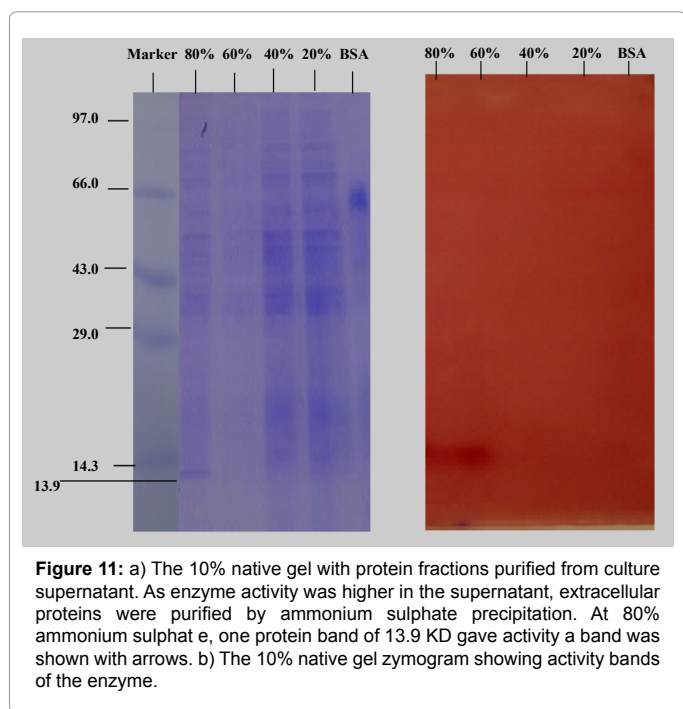 Marker 80% 60% 40% 20% BSA
80% 60% 40% 20% BSA
97.0
66.0
43.0
29.0
14.3
13.9
Figure 11: a) The 10% native gel with protein fractions purified from culture
supernatant. As enzyme activity was higher in the supernatant, extracellular
proteins were purified by ammonium sulphate precipitation. At 80%
ammonium sulphat e, one protein band of 13.9 KD gave activity a band was
shown with arrows. b) The 10% native gel zymogram showing activity bands
of the enzyme.